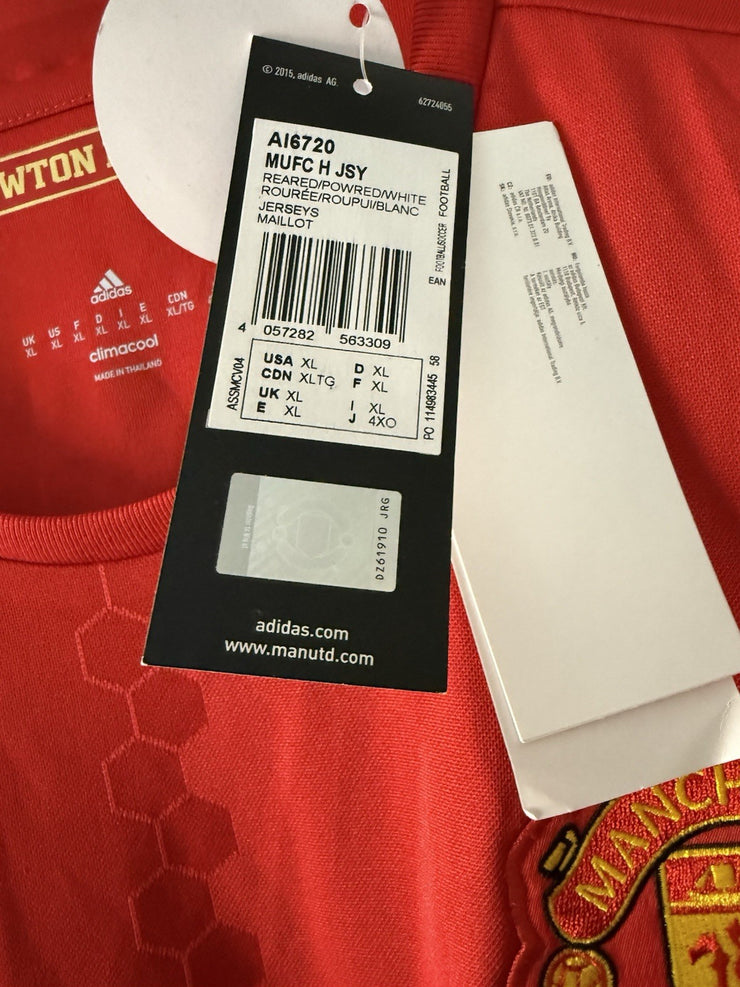 © 2015, adidas AG.
62724055
AI6720
MUFC H JSY
REARED/POWRED/WHITE
ROURÉE/ROUPUI/BLANC
JERSEYS
MAILLOT
FOOTBALL/SOCCER FOOTBALL
EAN
4 057282 563309
ASSMCV04
USA XL D XL
CDN XLTG F XL
UK XL I XL
E XL J 4XO
PO 114983445 58
DZ61910 JRG
adidas.com
www.manutd.com
WTON
adidas
UK US F D I E CDN
XL XL XL XL XL XL XL/TG
climacool
MADE IN THAILAND
MANCH